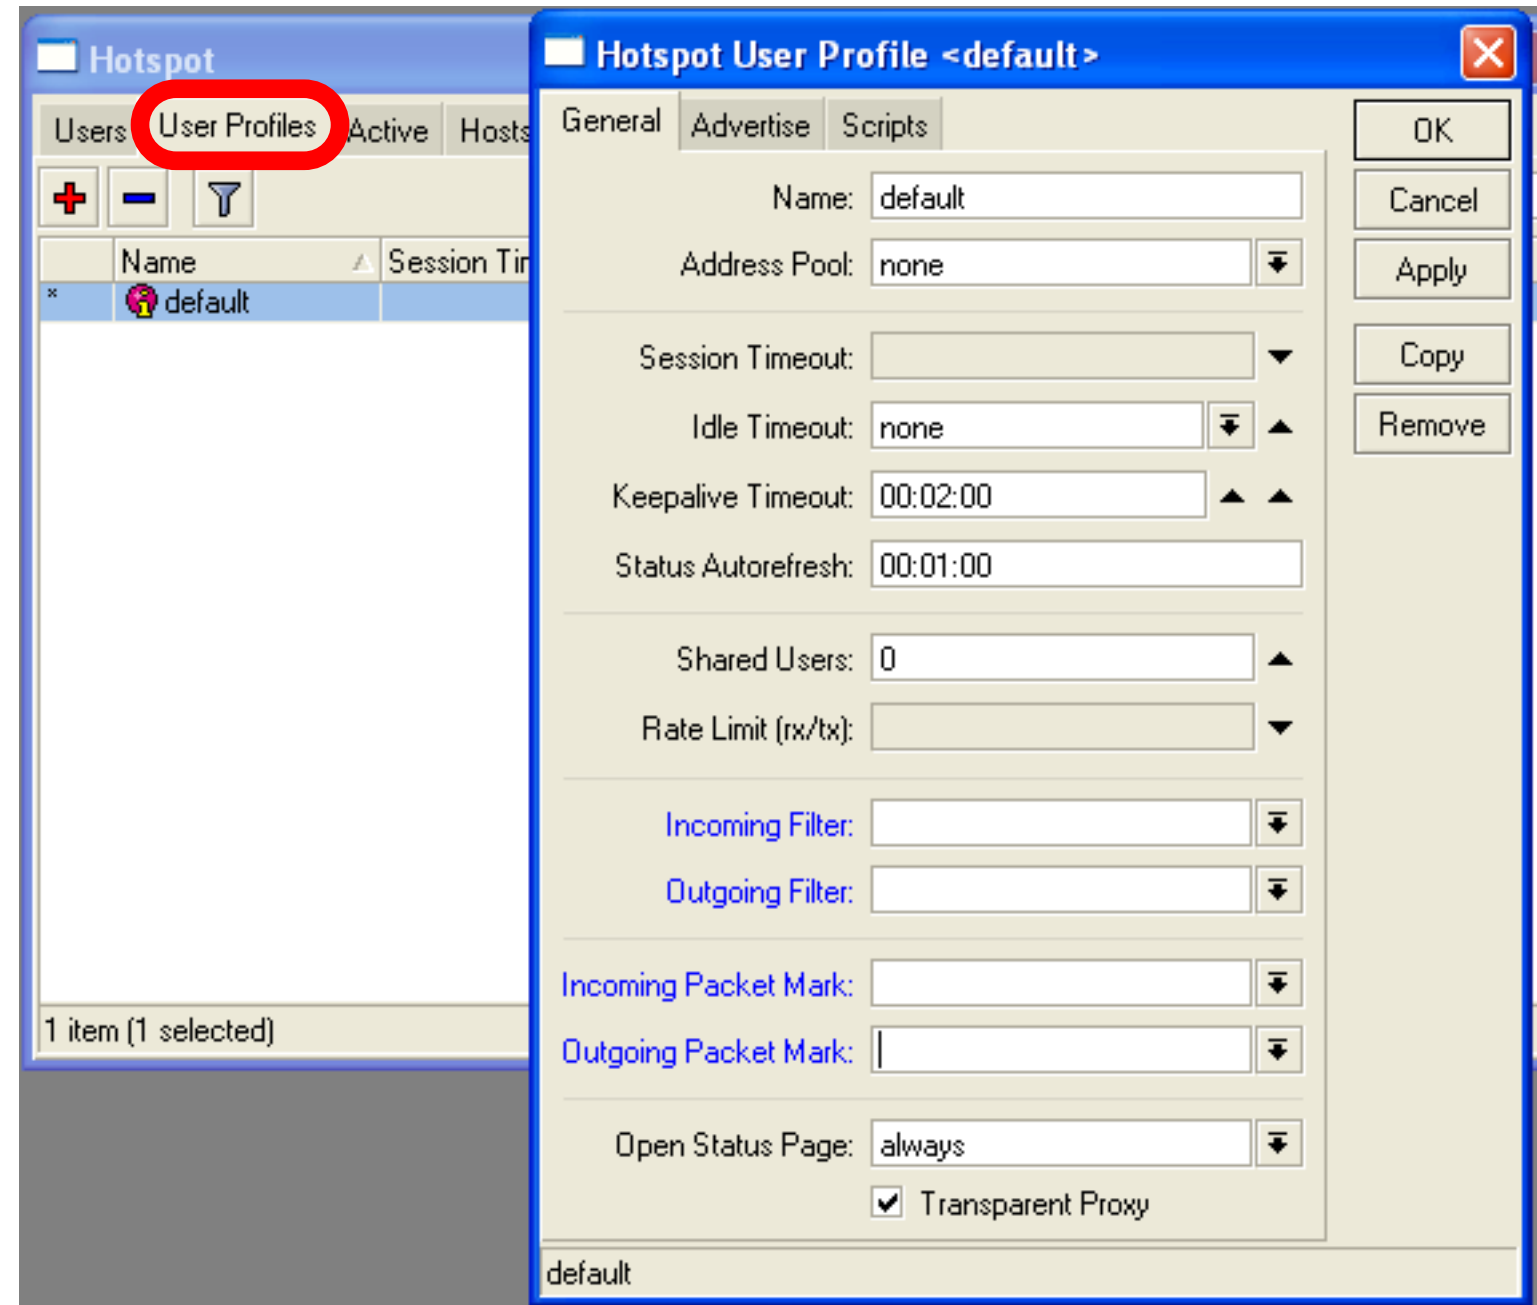 Hotspot
Users User Profiles Active Hosts
Name Session Tim
* default
1 item (1 selected)
Hotspot User Profile <default>
General Advertise Scripts
Name: default
Address Pool: none
Session Timeout:
Idle Timeout: none
Keepalive Timeout: 00:02:00
Status Autorefresh: 00:01:00
Shared Users: 0
Rate Limit (rx/tx):
Incoming Filter:
Outgoing Filter:
Incoming Packet Mark:
Outgoing Packet Mark:
Open Status Page: always
Transparent Proxy
default
OK
Cancel
Apply
Copy
Remove